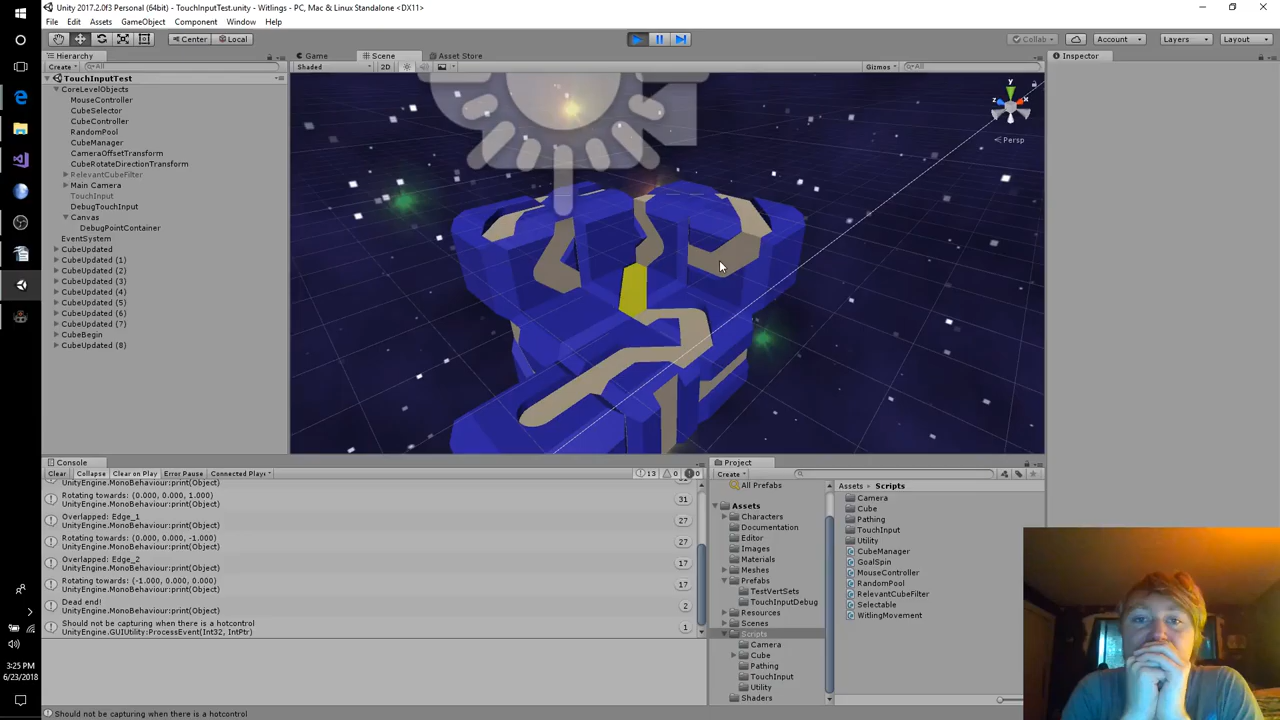 Unity 2017.2.0f3 Personal (64bit) - TouchInputTest.unity - Witlings - PC, Mac & Linux Standalone <DX11>
File Edit Assets GameObject Component Window Help
Center Local Collab Account Layers Layout
Hierarchy Game Scene Asset Store Inspector
Create All Shaded 2D Gizmos All
TouchInputTest
CoreLevelObjects
MouseController
CubeSelector
CubeController
RandomPool
CubeManager
CameraOffsetTransform
CubeRotateDirectionTransform
RelevantCubeFilter
Main Camera
TouchInput
DebugTouchInput
Canvas
DebugPointContainer
EventSystem
CubeUpdated
CubeUpdated (1)
CubeUpdated (2)
CubeUpdated (3)
CubeUpdated (4)
CubeUpdated (5)
CubeUpdated (6)
CubeUpdated (7)
CubeBegin
CubeUpdated (8)
y
z x
Persp
Console
Clear Collapse Clear on Play Error Pause Connected Play 13 0 0
UnityEngine.MonoBehaviour:print(Object)
Rotating towards: (0.000, 0.000, 1.000)
UnityEngine.MonoBehaviour:print(Object) 31
Overlapped: Edge_1
UnityEngine.MonoBehaviour:print(Object) 27
Rotating towards: (0.000, 0.000, -1.000)
UnityEngine.MonoBehaviour:print(Object) 27
Overlapped: Edge_2
UnityEngine.MonoBehaviour:print(Object) 17
Rotating towards: (-1.000, 0.000, 0.000)
UnityEngine.MonoBehaviour:print(Object) 17
Dead end!
UnityEngine.MonoBehaviour:print(Object) 2
Should not be capturing when there is a hotcontrol
UnityEngine.GUIUtility:ProcessEvent(Int32, IntPtr) 1
Project
Create
All Prefabs
Assets
Characters
Documentation
Editor
Images
Materials
Meshes
Prefabs
TestVertSets
TouchInputDebug
Resources
Scenes
Scripts
Camera
Cube
Pathing
TouchInput
Utility
Shaders
Assets Scripts
Camera
Cube
Pathing
TouchInput
Utility
CubeManager
GoalSpin
MouseController
RandomPool
RelevantCubeFilter
Selectable
WitlingMovement
3:25 PM
6/23/2018
Should not be capturing when there is a hotcontrol